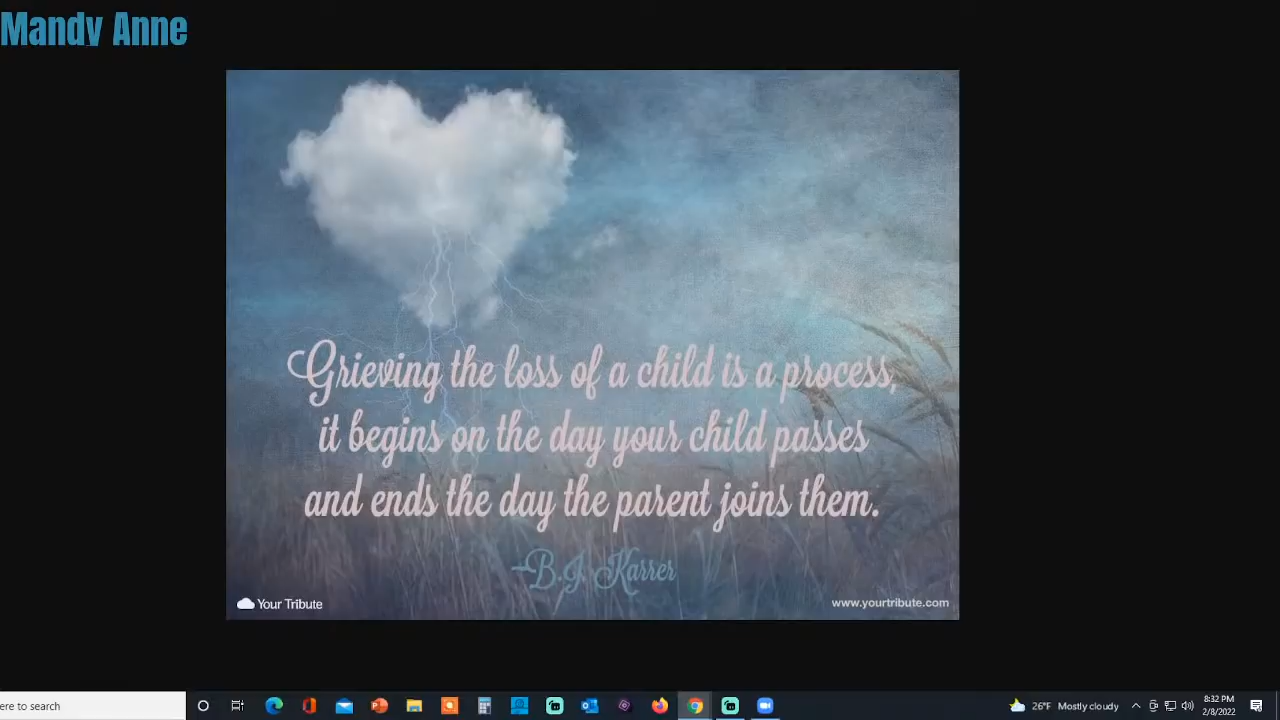 Mandy Anne
Grieving the loss of a child is a process,
it begins on the day your child passes
and ends the day the parent joins them.
-B.J. Karrer
Your Tribute
www.yourtribute.com
ere to search
26°F Mostly cloudy
8:32 PM
2/8/2022